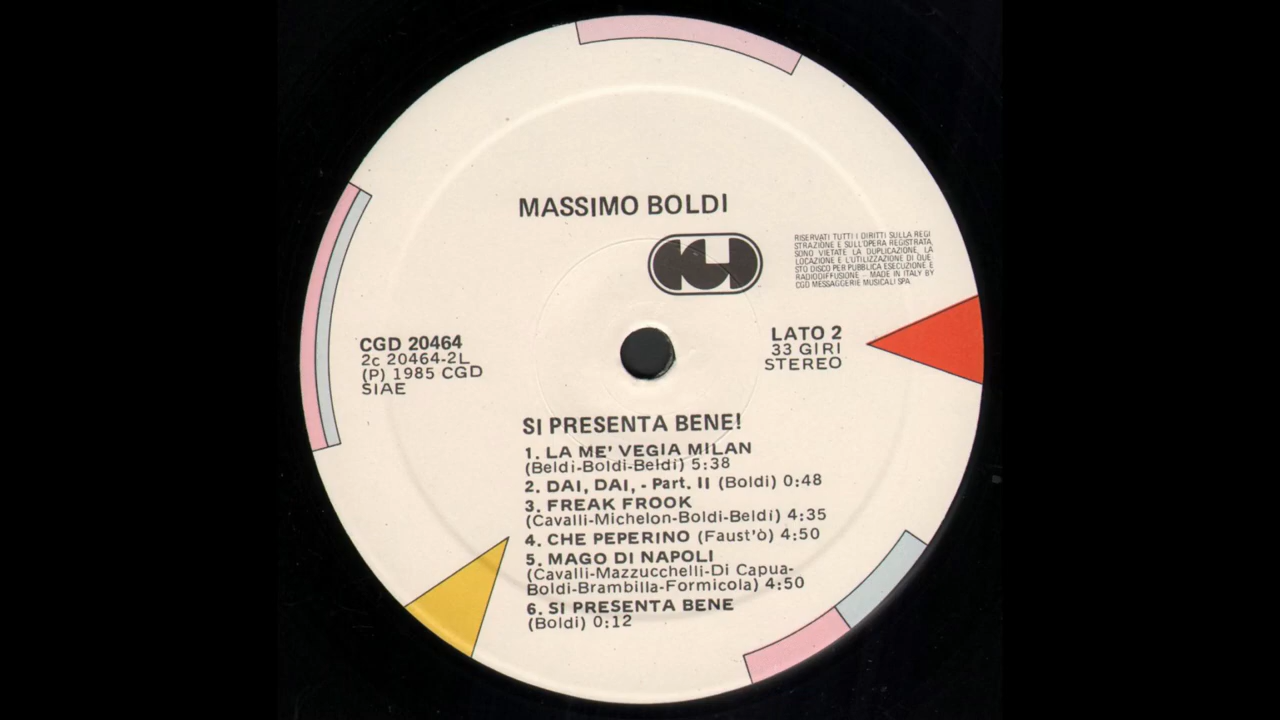 MASSIMO BOLDI
RISERVATI TUTTI I DIRITTI SULLA REGI
STRAZIONE E SULL'OPERA REGISTRATA,
SONO VIETATE LA DUPLICAZIONE, LA
LOCAZIONE E L'UTILIZZAZIONE DI QUE
STO DISCO PER PUBBLICA ESECUZIONE E
RADIODIFFUSIONE - MADE IN ITALY BY
CGD MESSAGGERIE MUSICALI SPA
CGD 20464
2c 20464-2L
(P) 1985 CGD
SIAE
LATO 2
33 GIRI
STEREO
SI PRESENTA BENE!
1. LA ME' VEGIA MILAN
(Beldi-Boldi-Beldi) 5:38
2. DAI, DAI, - Part. II (Boldi) 0:48
3. FREAK FROOK
(Cavalli-Michelon-Boldi-Beldi) 4:35
4. CHE PEPERINO (Faust'ò) 4:50
5. MAGO DI NAPOLI
(Cavalli-Mazzucchelli-Di Capua-
Boldi-Brambilla-Formicola) 4:50
6. SI PRESENTA BENE
(Boldi) 0:12